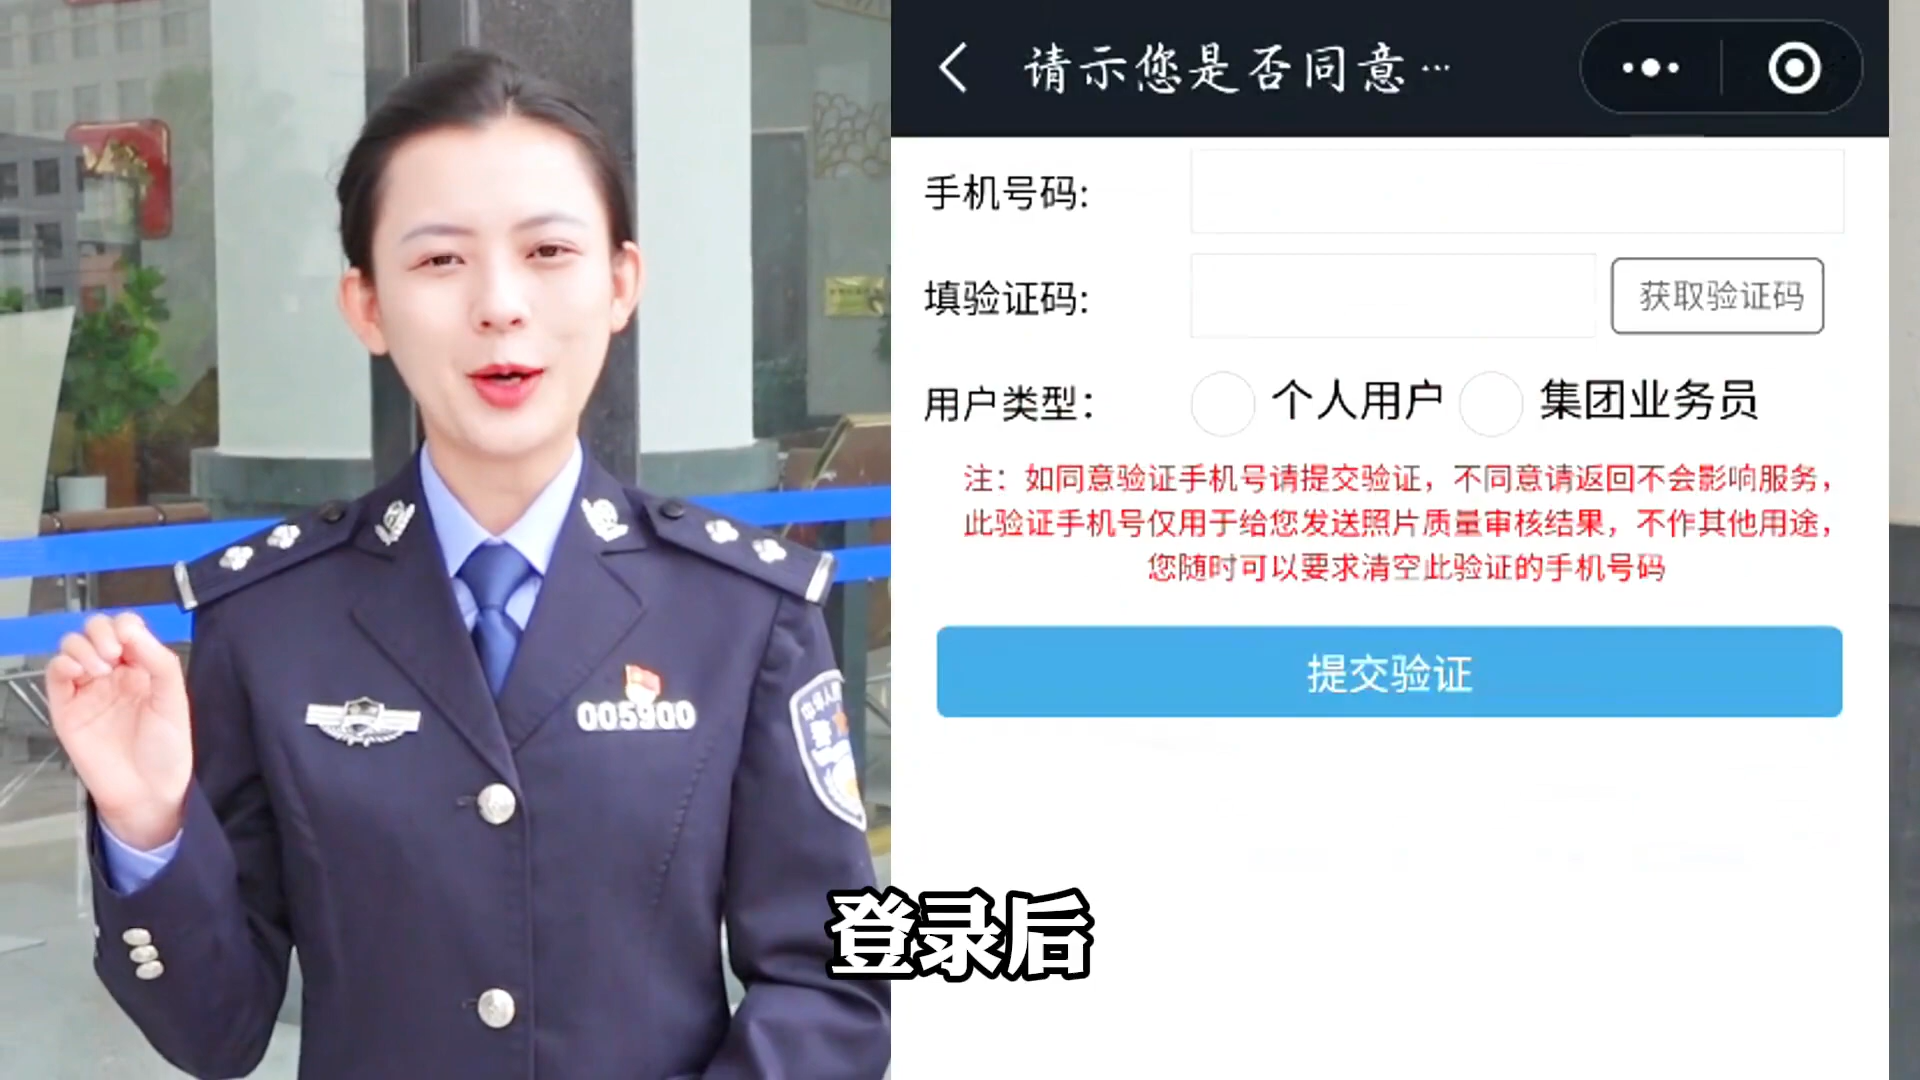 请示您是否同意…
手机号码:
填验证码:
获取验证码
用户类型:
个人用户
集团业务员
注：如同意验证手机号请提交验证，不同意请返回不会影响服务，
此验证手机号仅用于给您发送照片质量审核结果，不作其他用途，
您随时可以要求清空此验证的手机号码
提交验证
005900
登录后